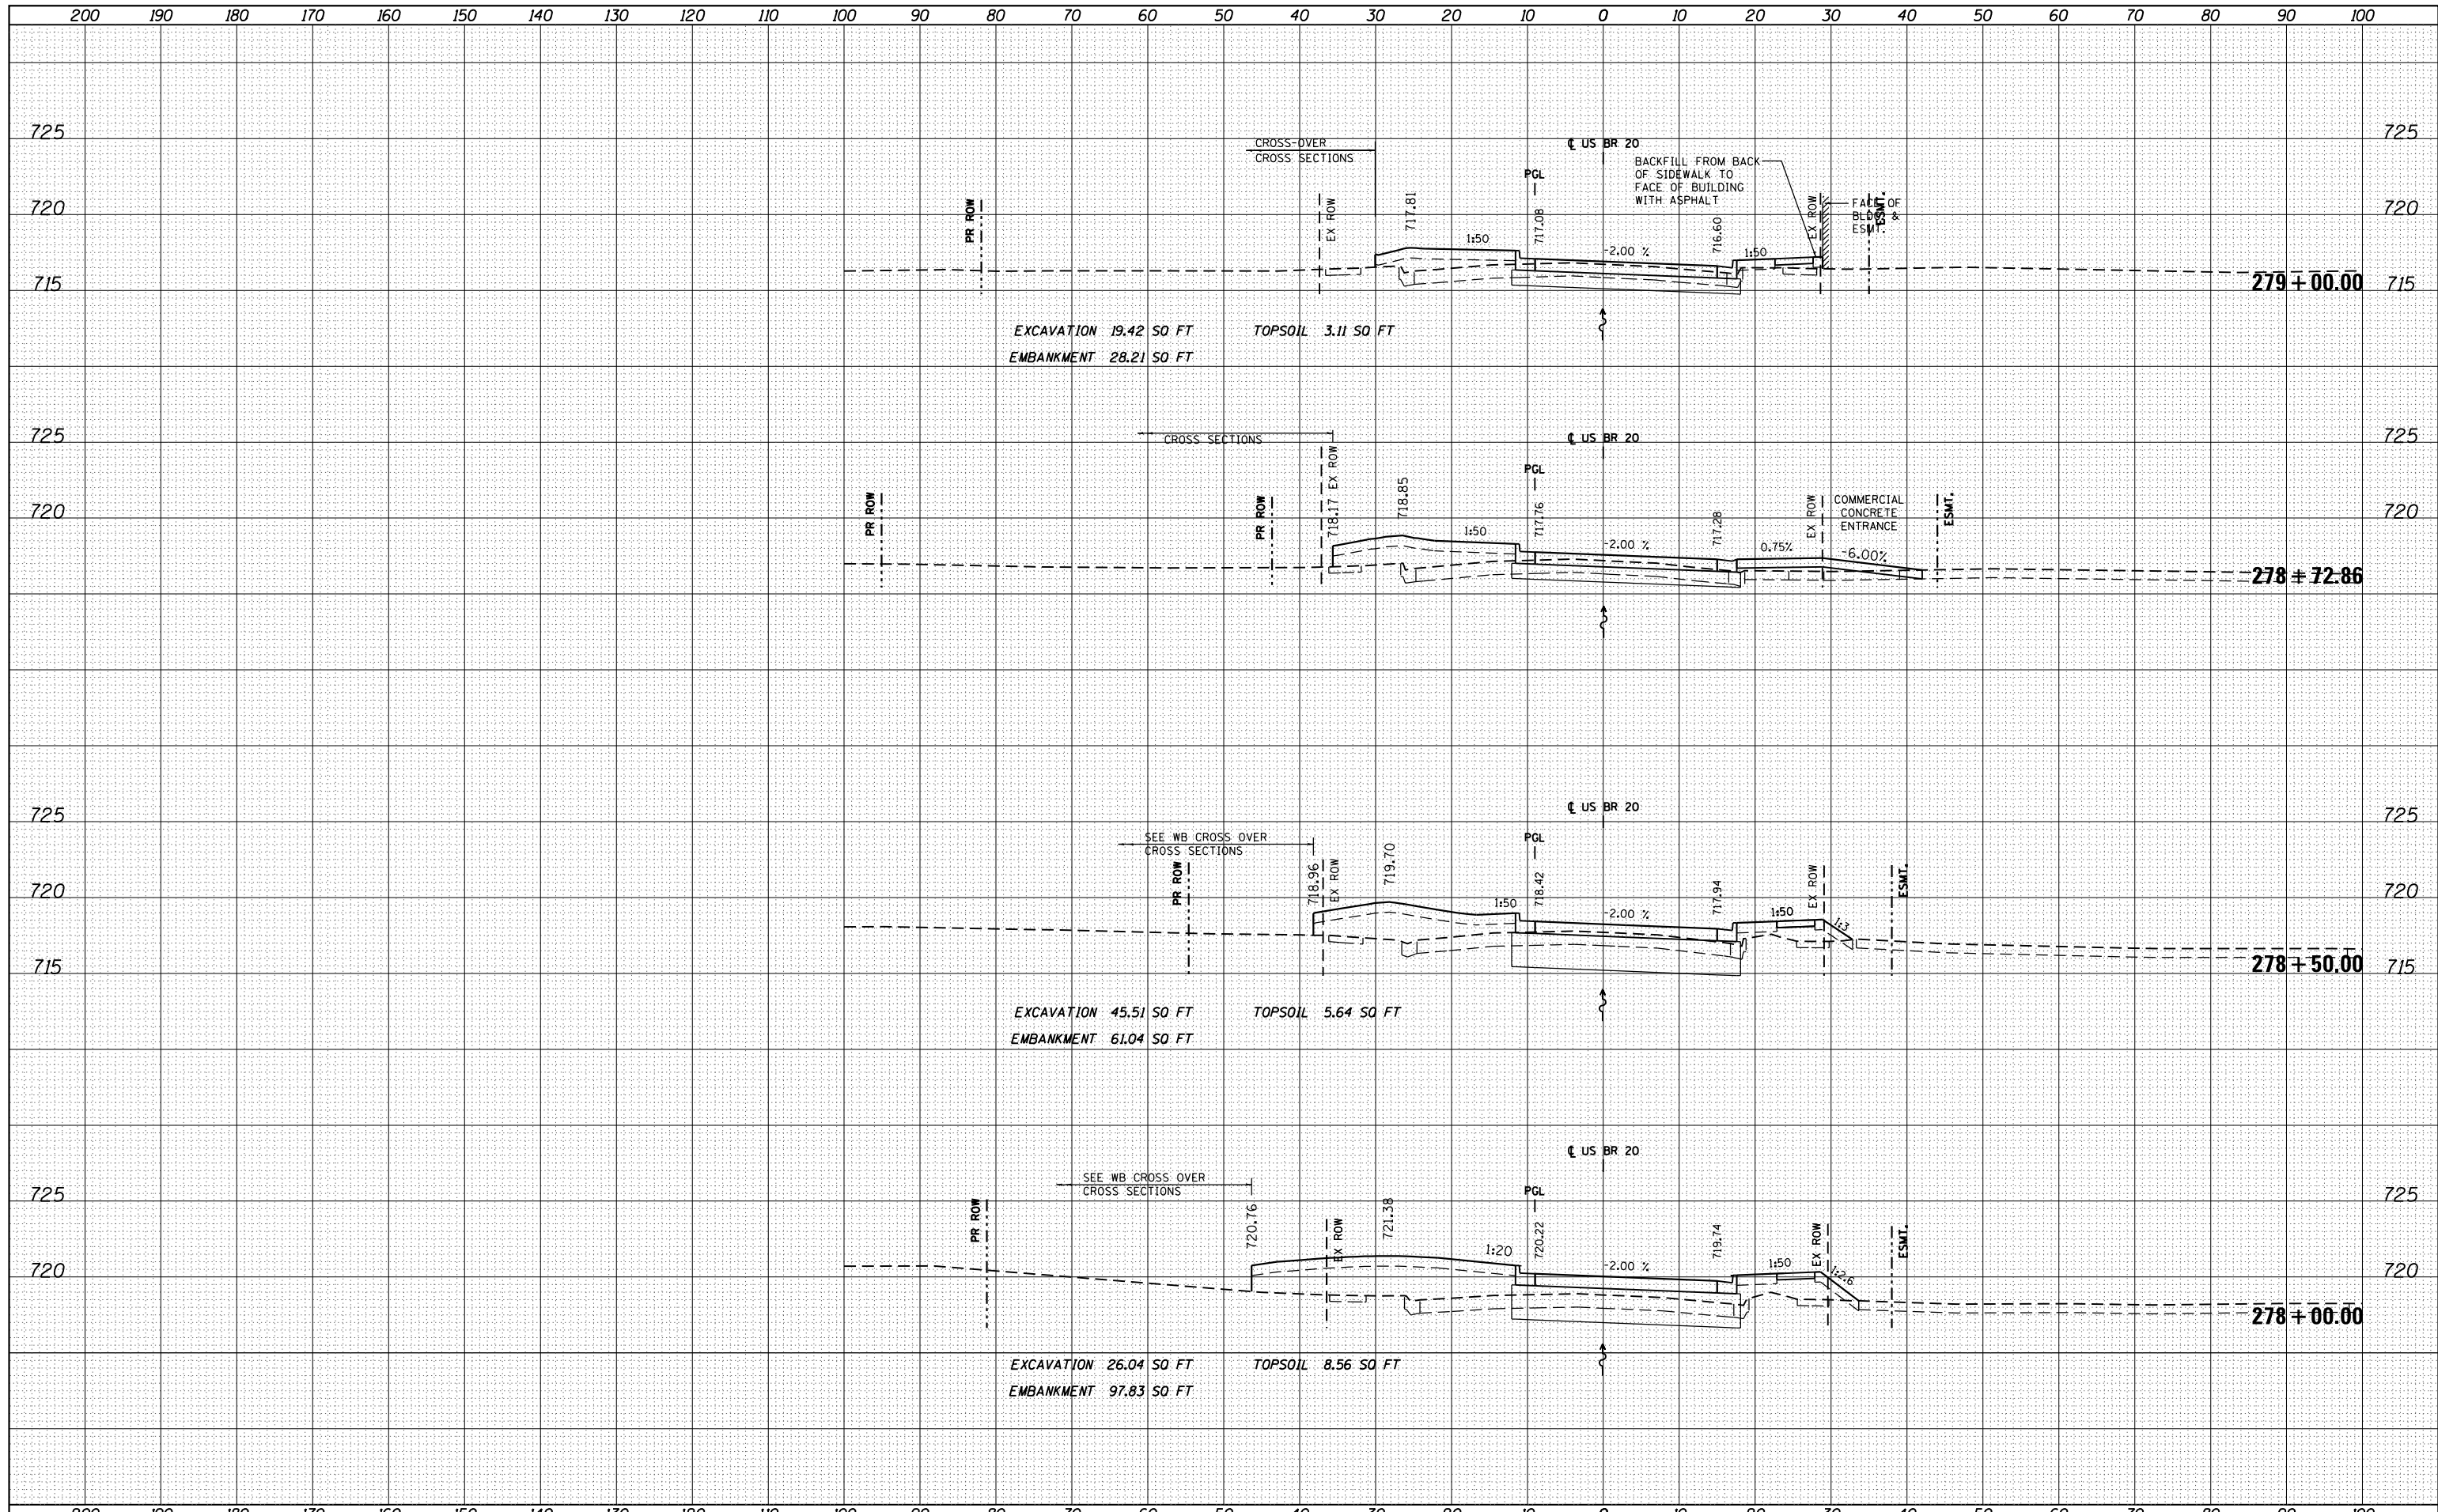 200 190 180 170 160 150 140 130 120 110 100 90 80 70 60 50 40 30 20 10 0 10 20 30 40 50 60 70 80 90 100
725 725
CROSS-OVER
CROSS SECTIONS
℄ US BR 20
PGL
BACKFILL FROM BACK
OF SIDEWALK TO
FACE OF BUILDING
WITH ASPHALT
720 720
PR ROW
EX ROW
717.81
717.08
716.60
EX ROW
FACE OF
BLDG &
ESMT.
ESMT.
1:50
-2.00 %
1:50
715 715
279+00.00
EXCAVATION 19.42 SQ FT TOPSOIL 3.11 SQ FT
EMBANKMENT 28.21 SQ FT
725 725
CROSS SECTIONS
℄ US BR 20
PGL
720 720
PR ROW
PR ROW
718.17 EX ROW
718.85
717.76
717.28
EX ROW
COMMERCIAL
CONCRETE
ENTRANCE
ESMT.
1:50
-2.00 %
0.75%
-6.00%
278+72.86
725 725
℄ US BR 20
SEE WB CROSS OVER
CROSS SECTIONS
PGL
720 720
PR ROW
718.96
EX ROW
719.70
718.42
717.94
EX ROW
ESMT.
1:50
-2.00 %
1:50
1:3
715 715
278+50.00
EXCAVATION 45.51 SQ FT TOPSOIL 5.64 SQ FT
EMBANKMENT 61.04 SQ FT
℄ US BR 20
725 725
SEE WB CROSS OVER
CROSS SECTIONS
PGL
PR ROW
720.76
EX ROW
721.38
720.22
719.74
EX ROW
ESMT.
1:20
-2.00 %
1:50
1:2.6
720 720
278+00.00
EXCAVATION 26.04 SQ FT TOPSOIL 8.56 SQ FT
EMBANKMENT 97.83 SQ FT